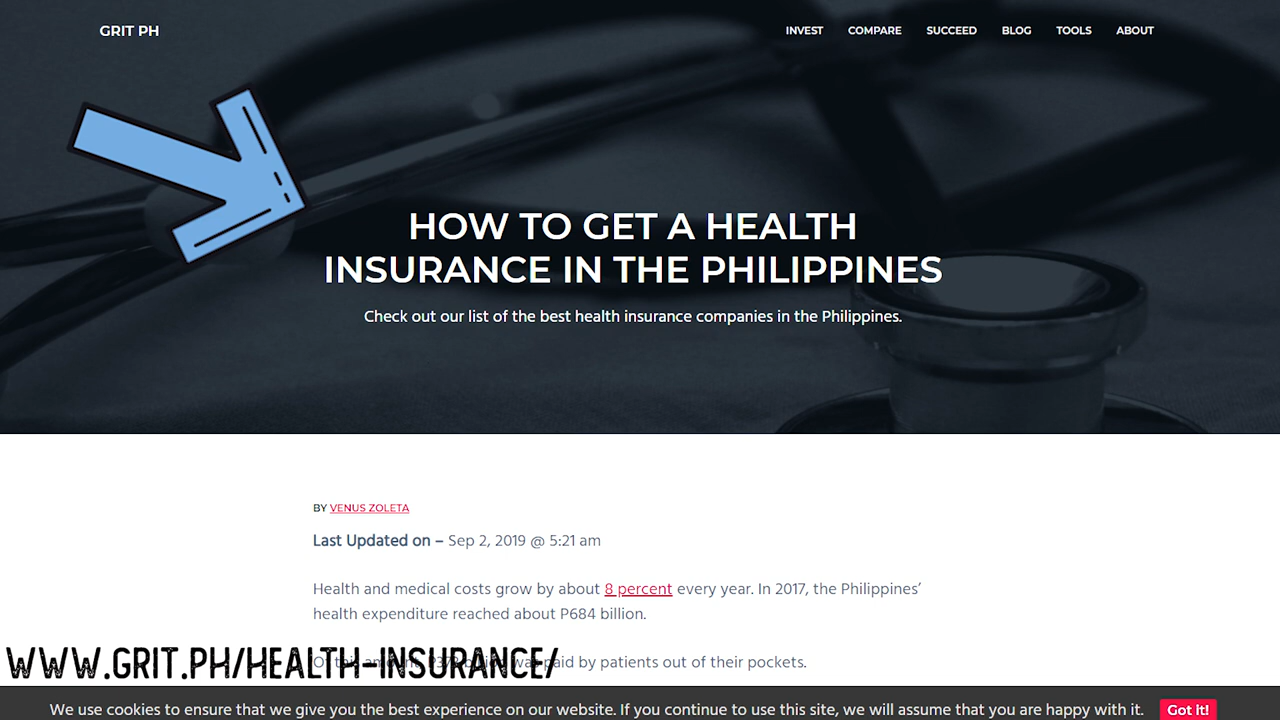 GRIT PH
INVEST COMPARE SUCCEED BLOG TOOLS ABOUT
HOW TO GET A HEALTH
INSURANCE IN THE PHILIPPINES
Check out our list of the best health insurance companies in the Philippines.
BY VENUS ZOLETA
Last Updated on – Sep 2, 2019 @ 5:21 am
Health and medical costs grow by about 8 percent every year. In 2017, the Philippines’
health expenditure reached about P684 billion.
paid by patients out of their pockets.
WWW.GRIT.PH/HEALTH-INSURANCE/
We use cookies to ensure that we give you the best experience on our website. If you continue to use this site, we will assume that you are happy with it. Got It!